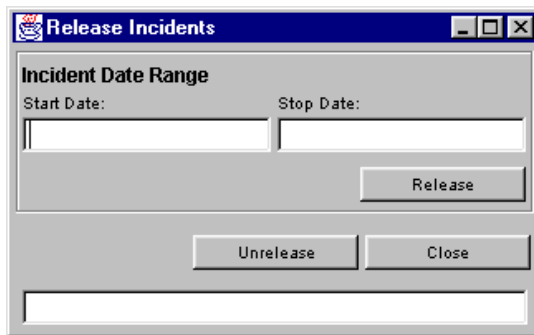 Release Incidents
Incident Date Range
Start Date: Stop Date:
Release
Unrelease Close